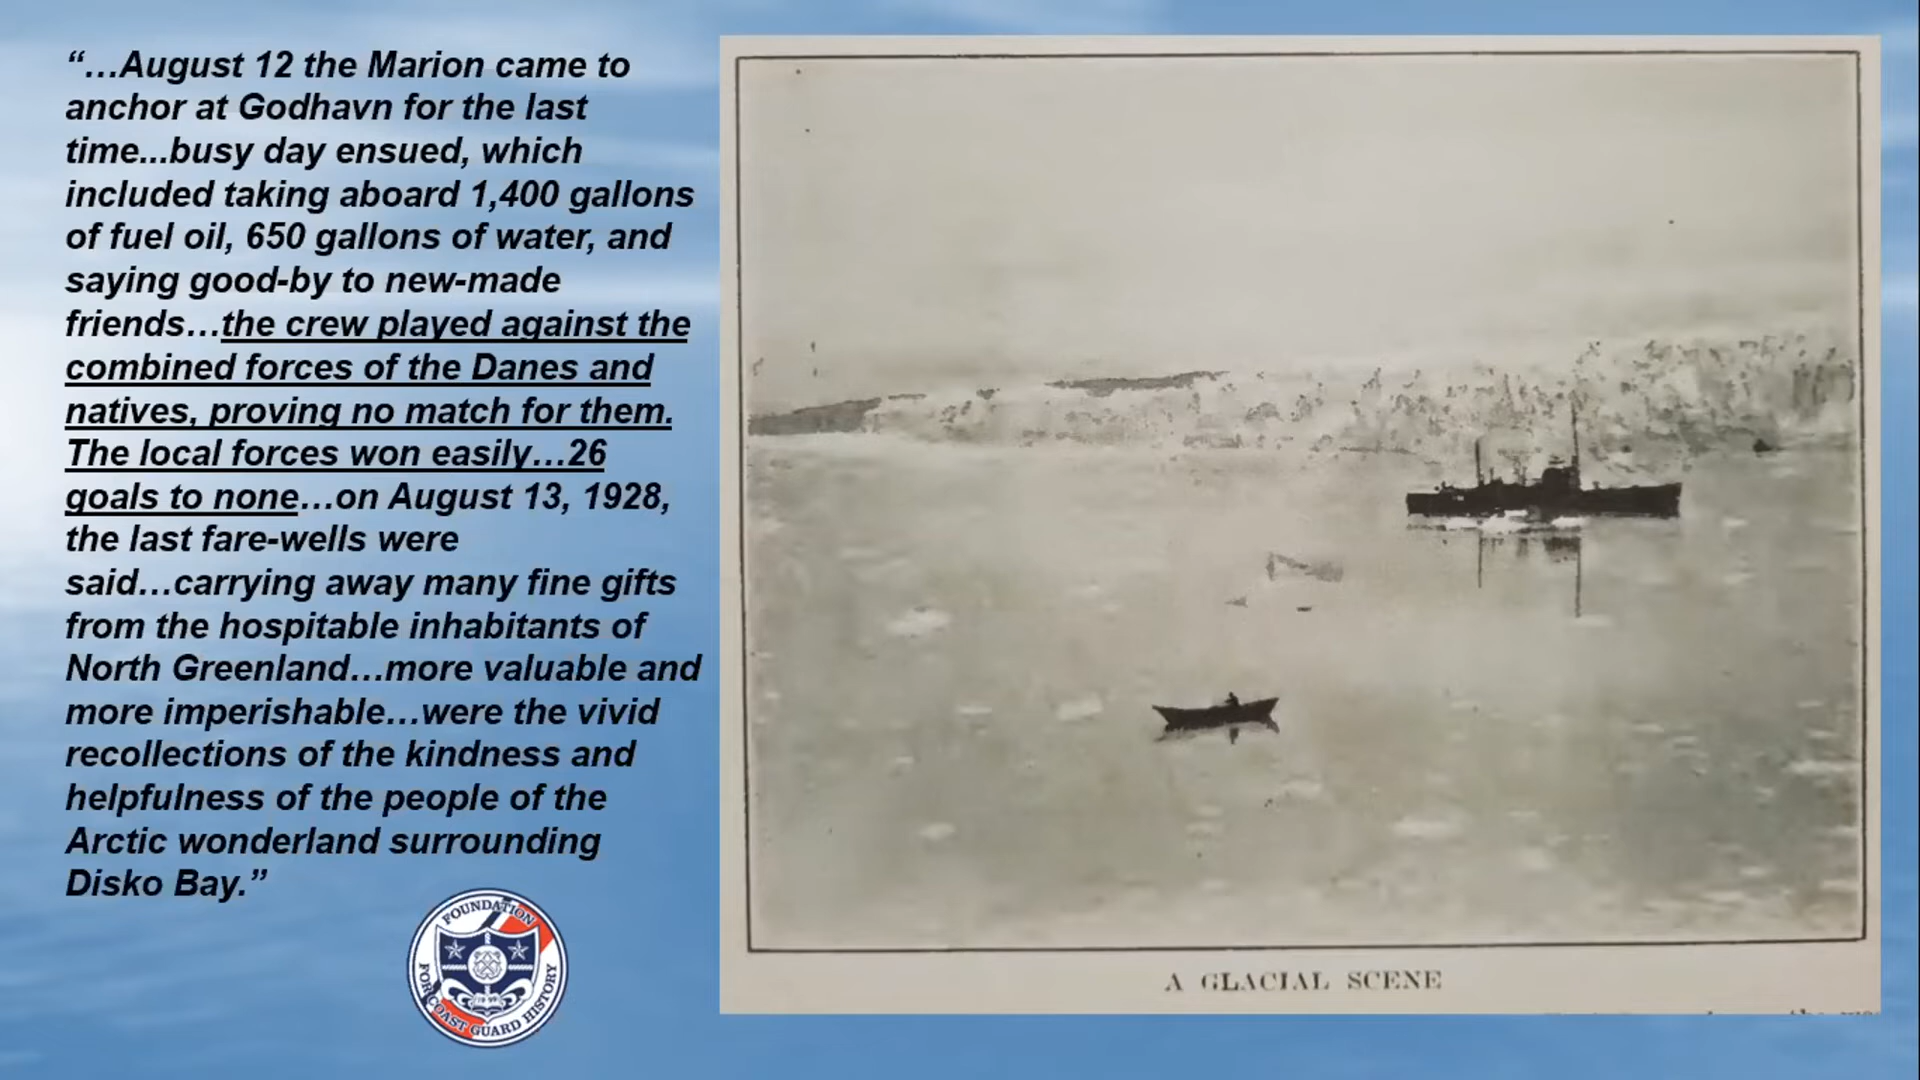 “…August 12 the Marion came to
anchor at Godhavn for the last
time...busy day ensued, which
included taking aboard 1,400 gallons
of fuel oil, 650 gallons of water, and
saying good-by to new-made
friends…the crew played against the
combined forces of the Danes and
natives, proving no match for them.
The local forces won easily…26
goals to none…on August 13, 1928,
the last fare-wells were
said…carrying away many fine gifts
from the hospitable inhabitants of
North Greenland…more valuable and
more imperishable…were the vivid
recollections of the kindness and
helpfulness of the people of the
Arctic wonderland surrounding
Disko Bay.”
FOUNDATION
FOR COAST GUARD HISTORY
A GLACIAL SCENE